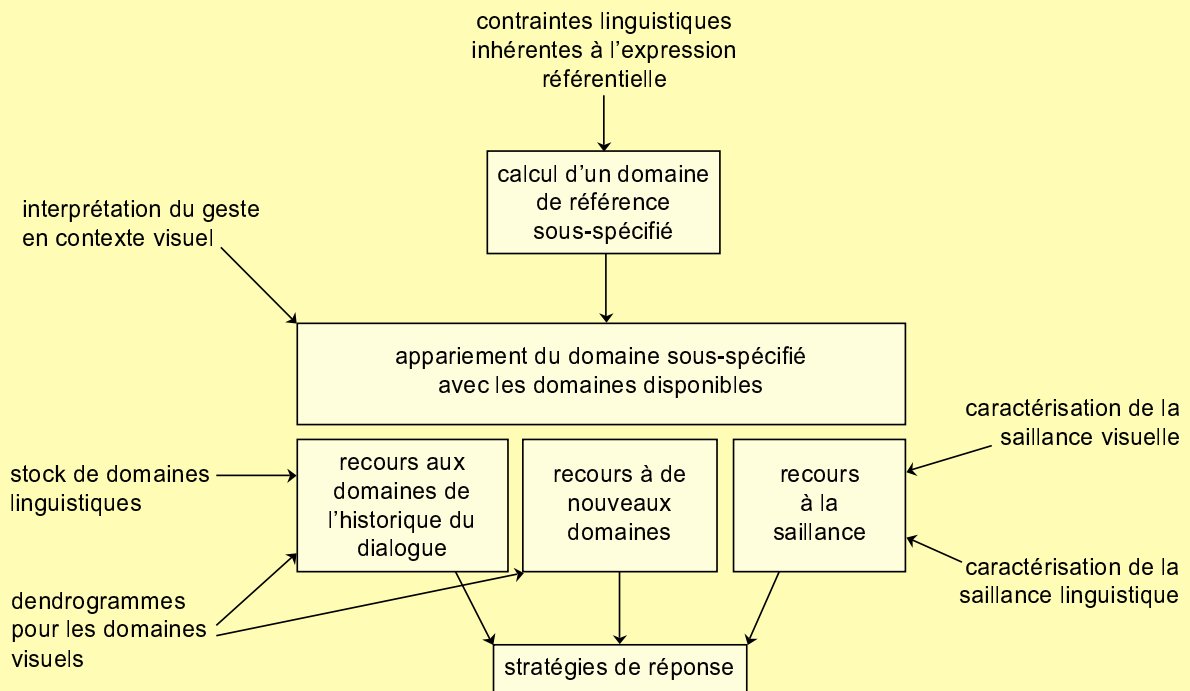 contraintes linguistiques
inhérentes à l’expression
référentielle
calcul d’un domaine
de référence
sous-spécifié
interprétation du geste
en contexte visuel
appariement du domaine sous-spécifié
avec les domaines disponibles
caractérisation de la
saillance visuelle
stock de domaines
linguistiques
recours aux
domaines de
l’historique du
dialogue
recours à de
nouveaux
domaines
recours
à la
saillance
caractérisation de la
saillance linguistique
dendrogrammes
pour les domaines
visuels
stratégies de réponse